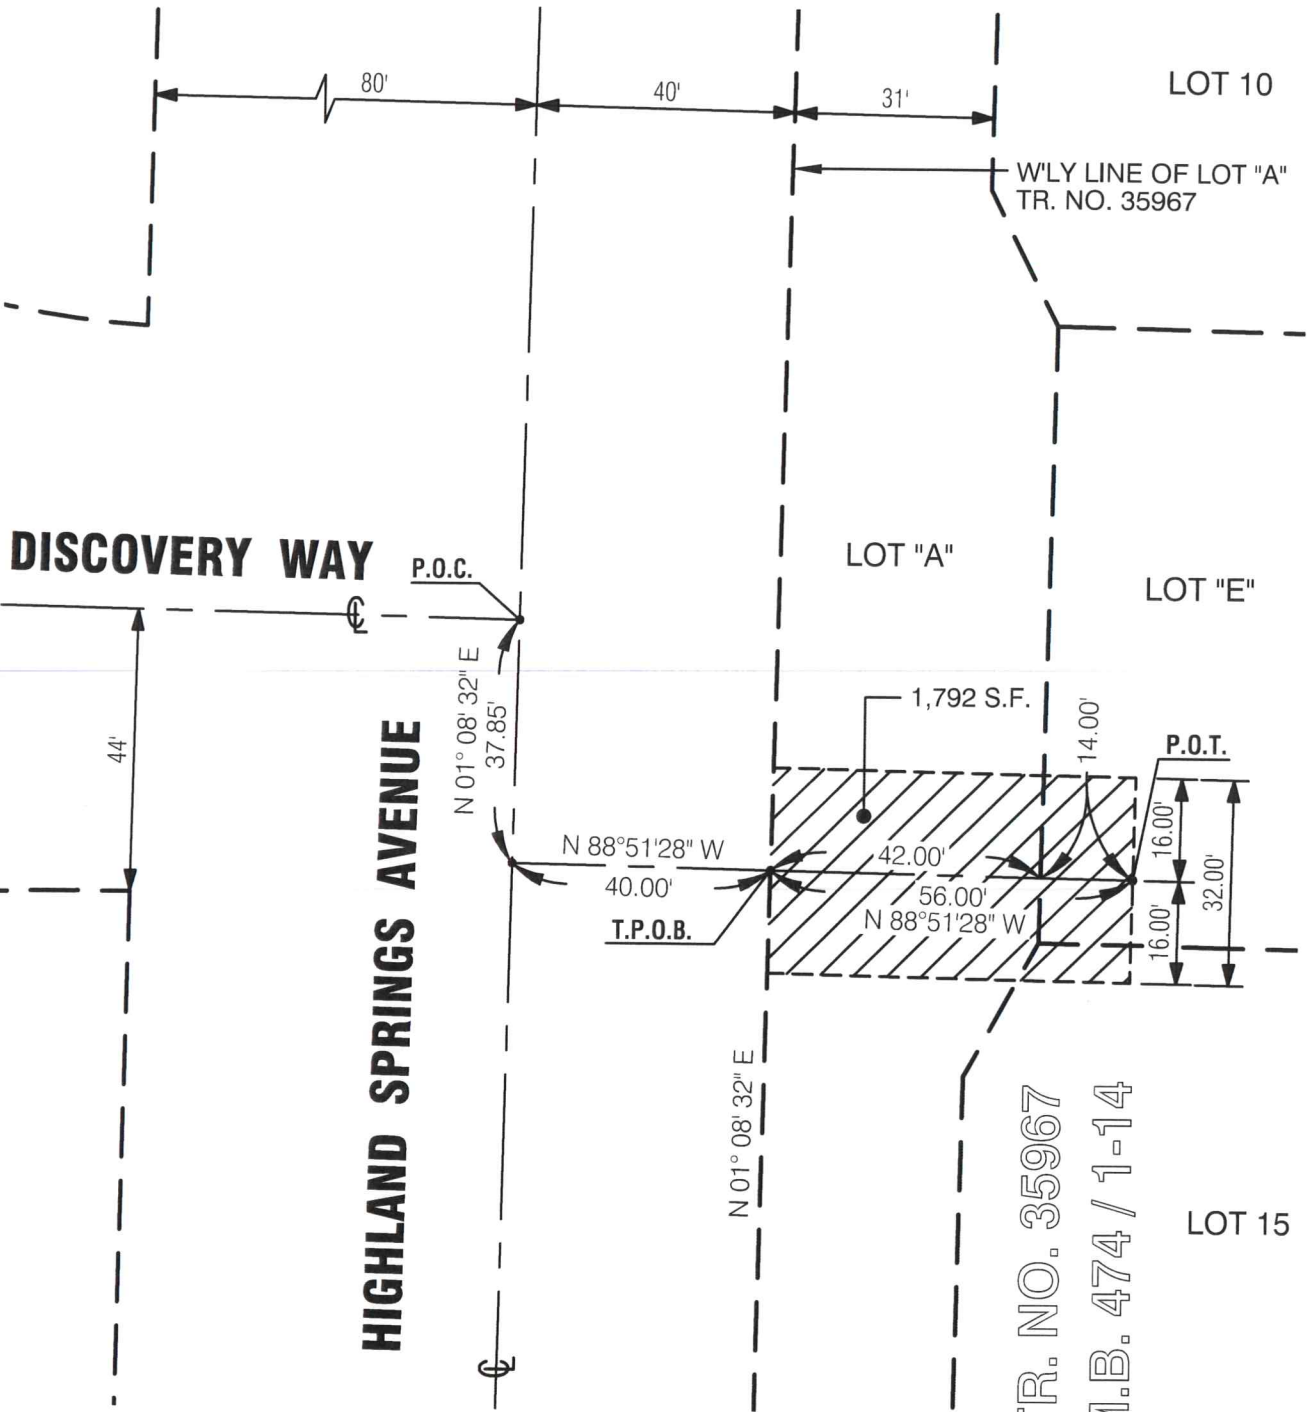 80'
40'
31'
LOT 10
W'LY LINE OF LOT "A"
TR. NO. 35967
DISCOVERY WAY
P.O.C.
LOT "A"
LOT "E"
℄
N 01° 08' 32" E
37.85'
44'
1,792 S.F.
14.00'
P.O.T.
HIGHLAND SPRINGS AVENUE
N 88°51'28" W
40.00'
42.00'
56.00'
N 88°51'28" W
16.00'
32.00'
16.00'
T.P.O.B.
N 01° 08' 32" E
TR. NO. 35967
M.B. 474 / 1-14
LOT 15
℄